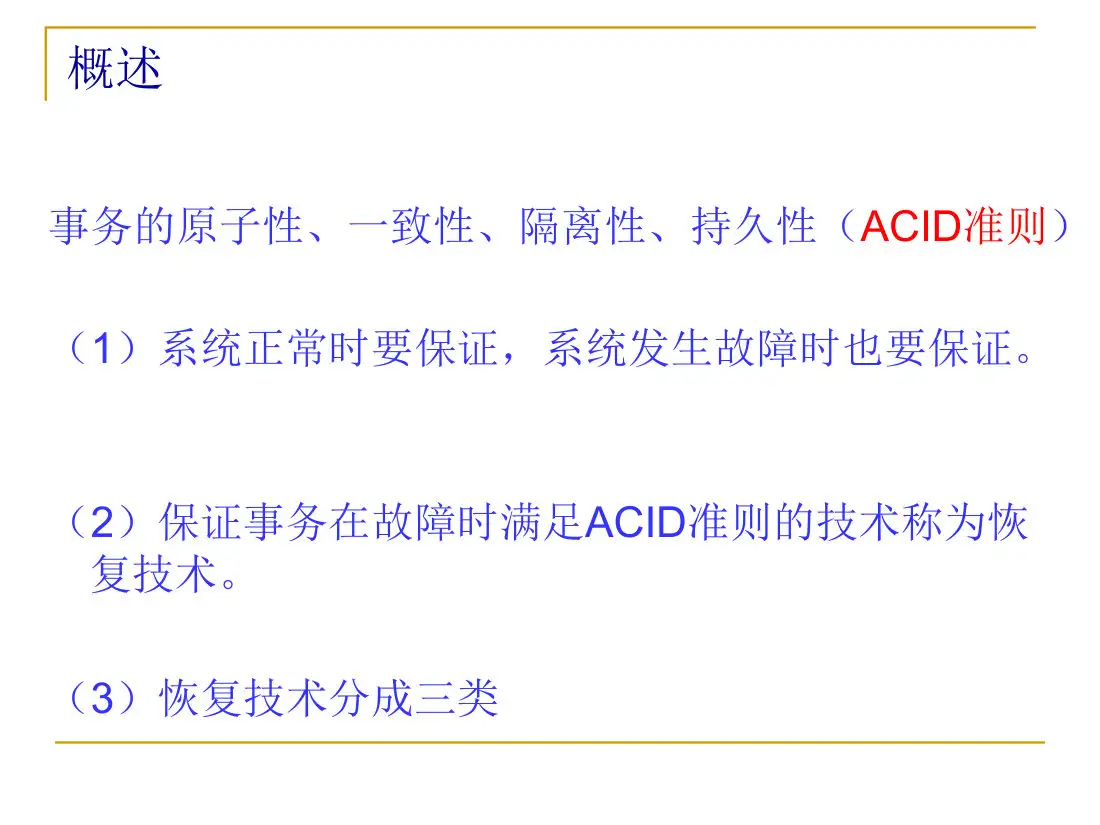 概述
事务的原子性、一致性、隔离性、持久性（ACID准则）
（1）系统正常时要保证，系统发生故障时也要保证。
（2）保证事务在故障时满足ACID准则的技术称为恢
复技术。
（3）恢复技术分成三类